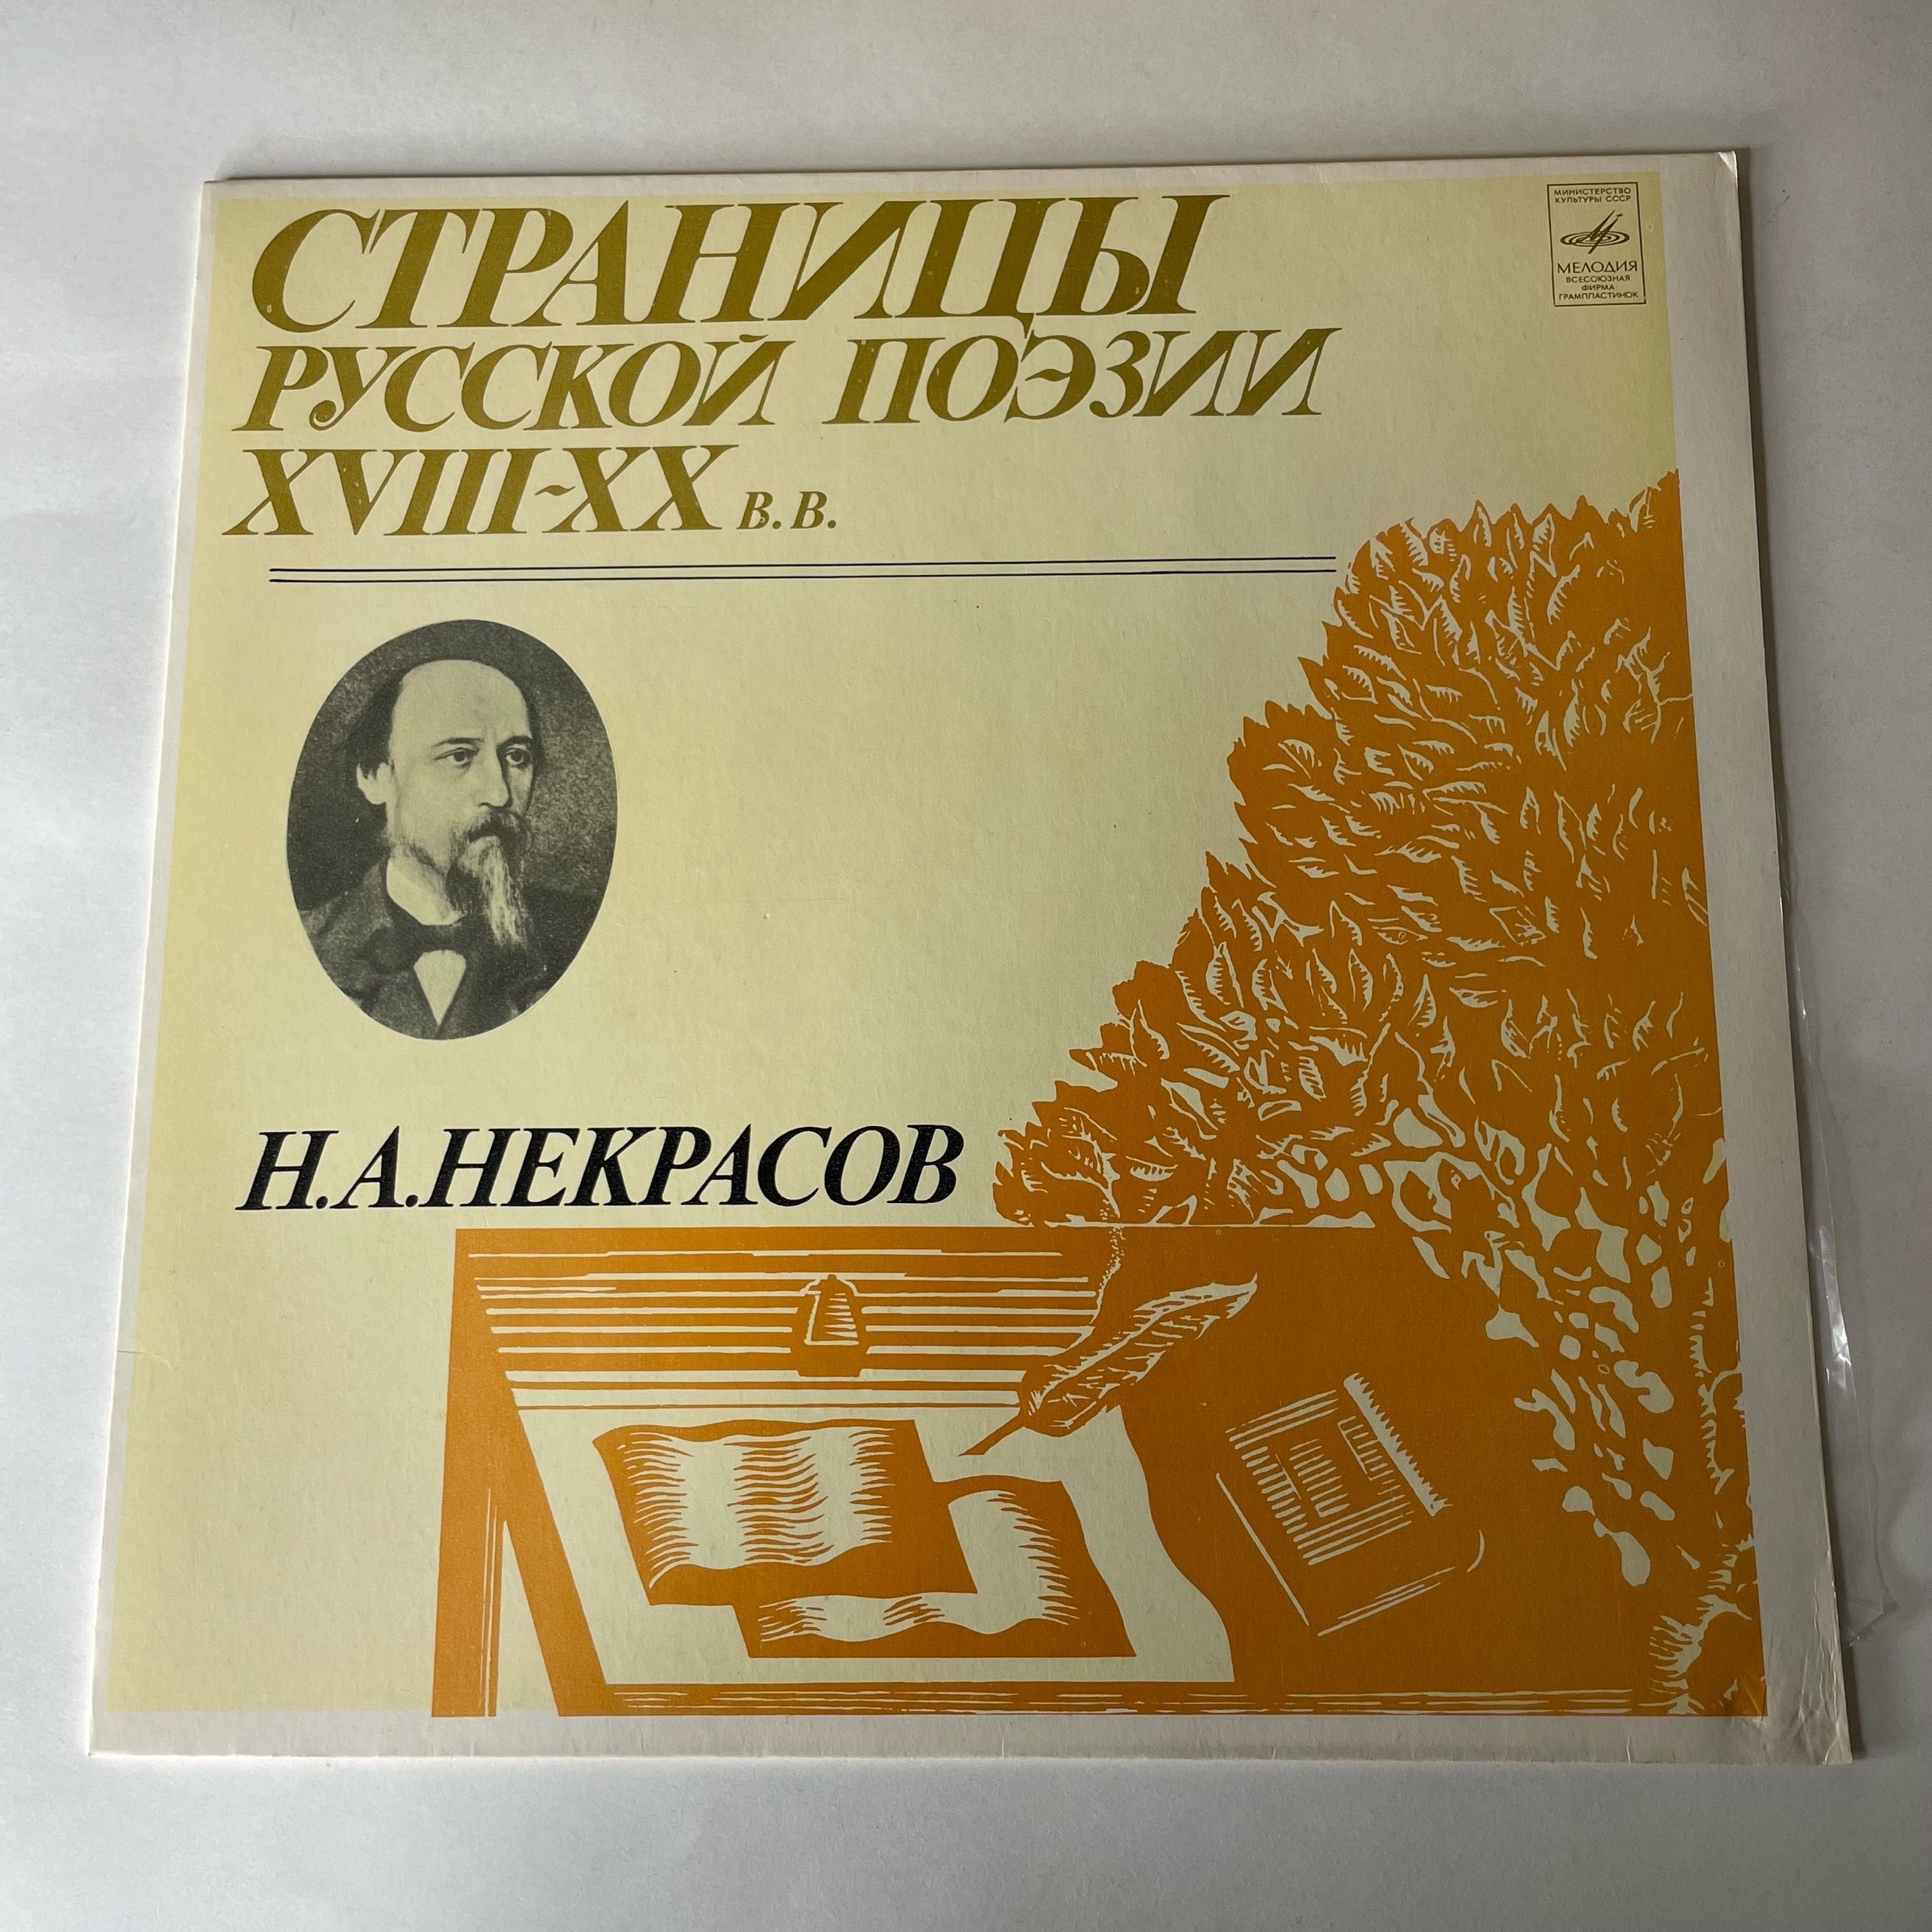 СТРАНИЦЫ
РУССКОЙ ПОЭЗИИ
XVIII-XX В.В.
МИНИСТЕРСТВО
КУЛЬТУРЫ СССР
МЕЛОДИЯ
ВСЕСОЮЗНАЯ
ФИРМА
ГРАМПЛАСТИНОК
Н.А.НЕКРАСОВ